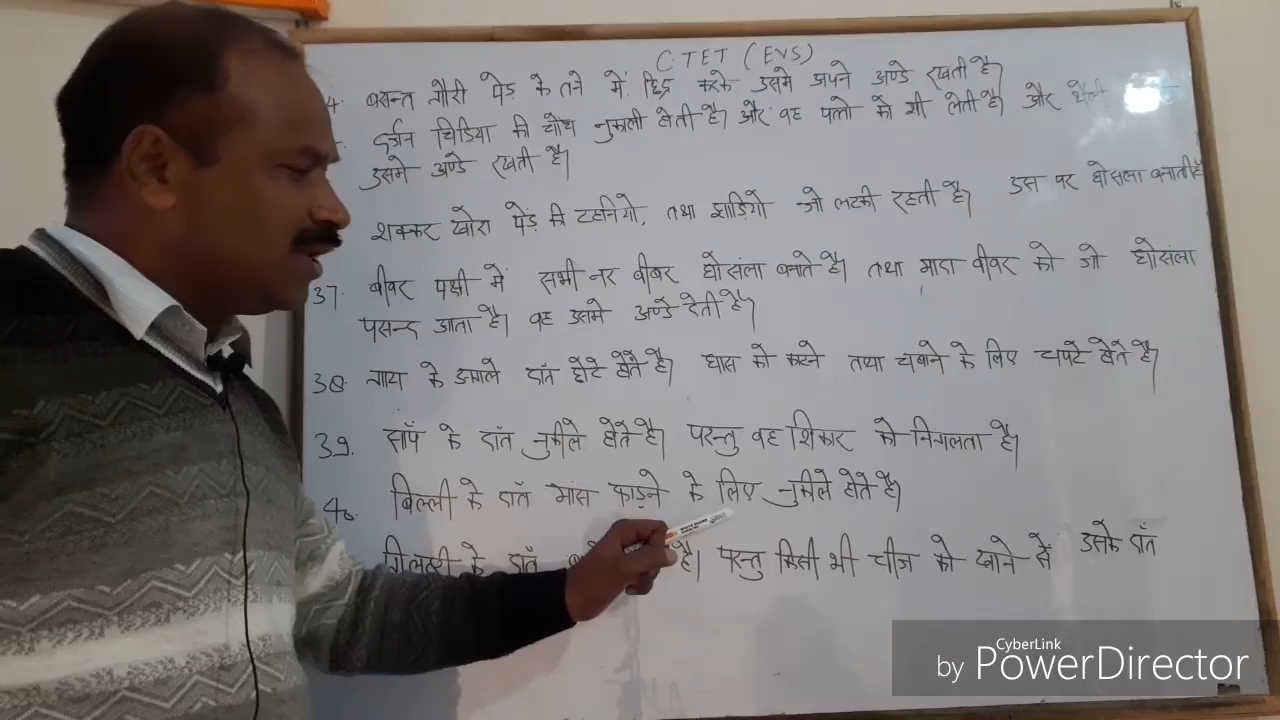 CTET (EVS)
4. बसन्त गौरी पेड़ के तने में छिद्र करके उसमे अपने अण्डे रखती है।
दर्जिन चिडिया की चोंच नुकाली होती है। और वह पत्तो को सी लेती है। और थैली
उसमे अण्डे रखती है।
शक्कर खोरा पेंड़ की टहनियो, तथा झाडियो जो लटकी रहती है। उस पर घोसला बनाती है
37. बीवर पक्षी में सभी नर बीवर घोसंला बनाते है। तथा मादा बीवर को जो घोसंला
पसन्द आता है। वह उसमे अण्डे देती है।
38. गाय के अगले दाँत छोटे होते है। घास को काटने तथा चबाने के लिए चपटे होते है।
39. साँप के दाँत नुकीले होते है। परन्तु वह शिकार को निगलता है।
40. बिल्ली के दाँत मांस फाड़ने के लिए नुकीले होते है।
गिलहरी के दाँत है। परन्तु किसी भी चीज को खाने से उसके दाँत
WHITE BOARD
CyberLink
by PowerDirector